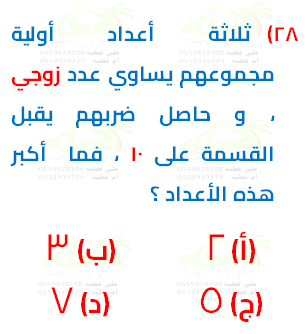 ٢٨) ثلاثة أعداد أولية
مجموعهم يساوي عدد زوجي
، و حاصل ضربهم يقبل
القسمة على ١٠ ، فما أكبر
هذه الأعداد ؟
(أ) ٢ (ب) ٣
(ج) ٥ (د) ٧